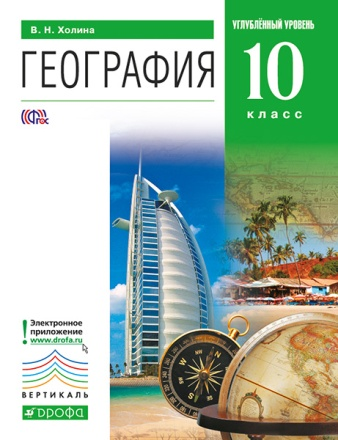 В. Н. Холина
УГЛУБЛЁННЫЙ УРОВЕНЬ
ГЕОГРАФИЯ
10
класс
ФГОС
Электронное
приложение
www.drofa.ru
ВЕРТИКАЛЬ
дрофа